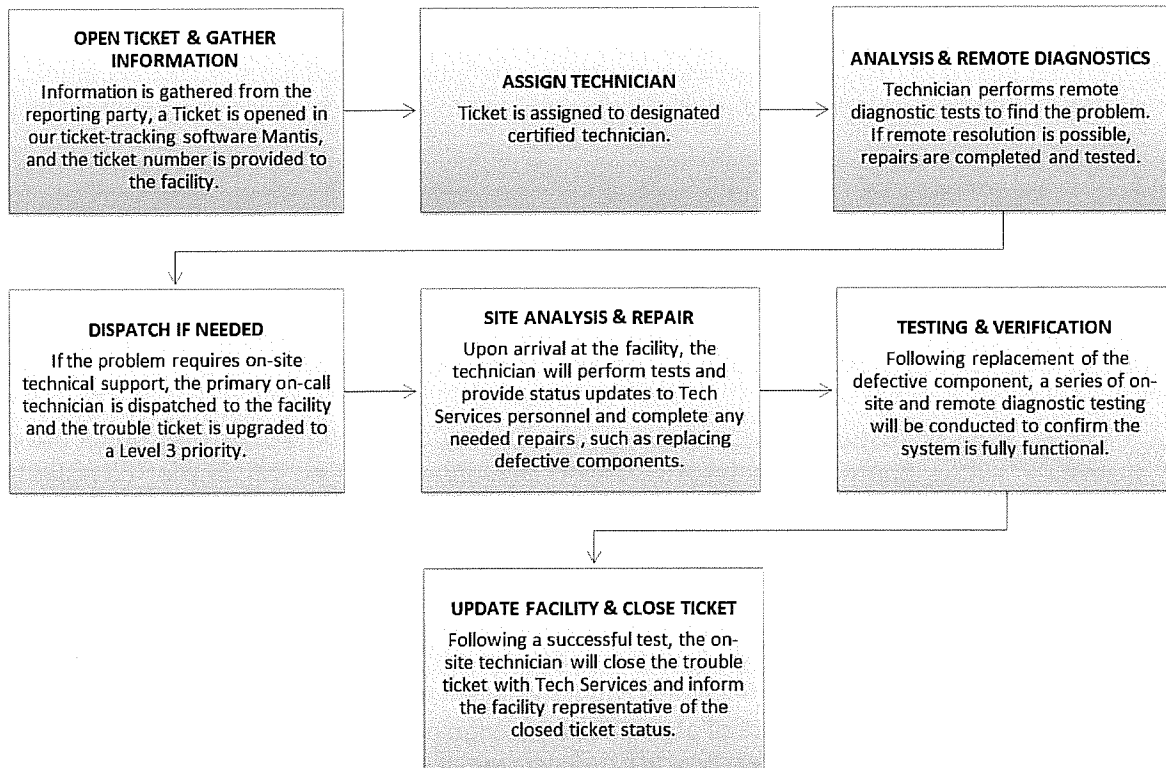 OPEN TICKET & GATHER
INFORMATION
Information is gathered from the
reporting party, a Ticket is opened in
our ticket-tracking software Mantis,
and the ticket number is provided to
the facility.
ASSIGN TECHNICIAN
Ticket is assigned to designated
certified technician.
ANALYSIS & REMOTE DIAGNOSTICS
Technician performs remote
diagnostic tests to find the problem.
If remote resolution is possible,
repairs are completed and tested.
DISPATCH IF NEEDED
If the problem requires on-site
technical support, the primary on-call
technician is dispatched to the facility
and the trouble ticket is upgraded to
a Level 3 priority.
SITE ANALYSIS & REPAIR
Upon arrival at the facility, the
technician will perform tests and
provide status updates to Tech
Services personnel and complete any
needed repairs , such as replacing
defective components.
TESTING & VERIFICATION
Following replacement of the
defective component, a series of on-
site and remote diagnostic testing
will be conducted to confirm the
system is fully functional.
UPDATE FACILITY & CLOSE TICKET
Following a successful test, the on-
site technician will close the trouble
ticket with Tech Services and inform
the facility representative of the
closed ticket status.